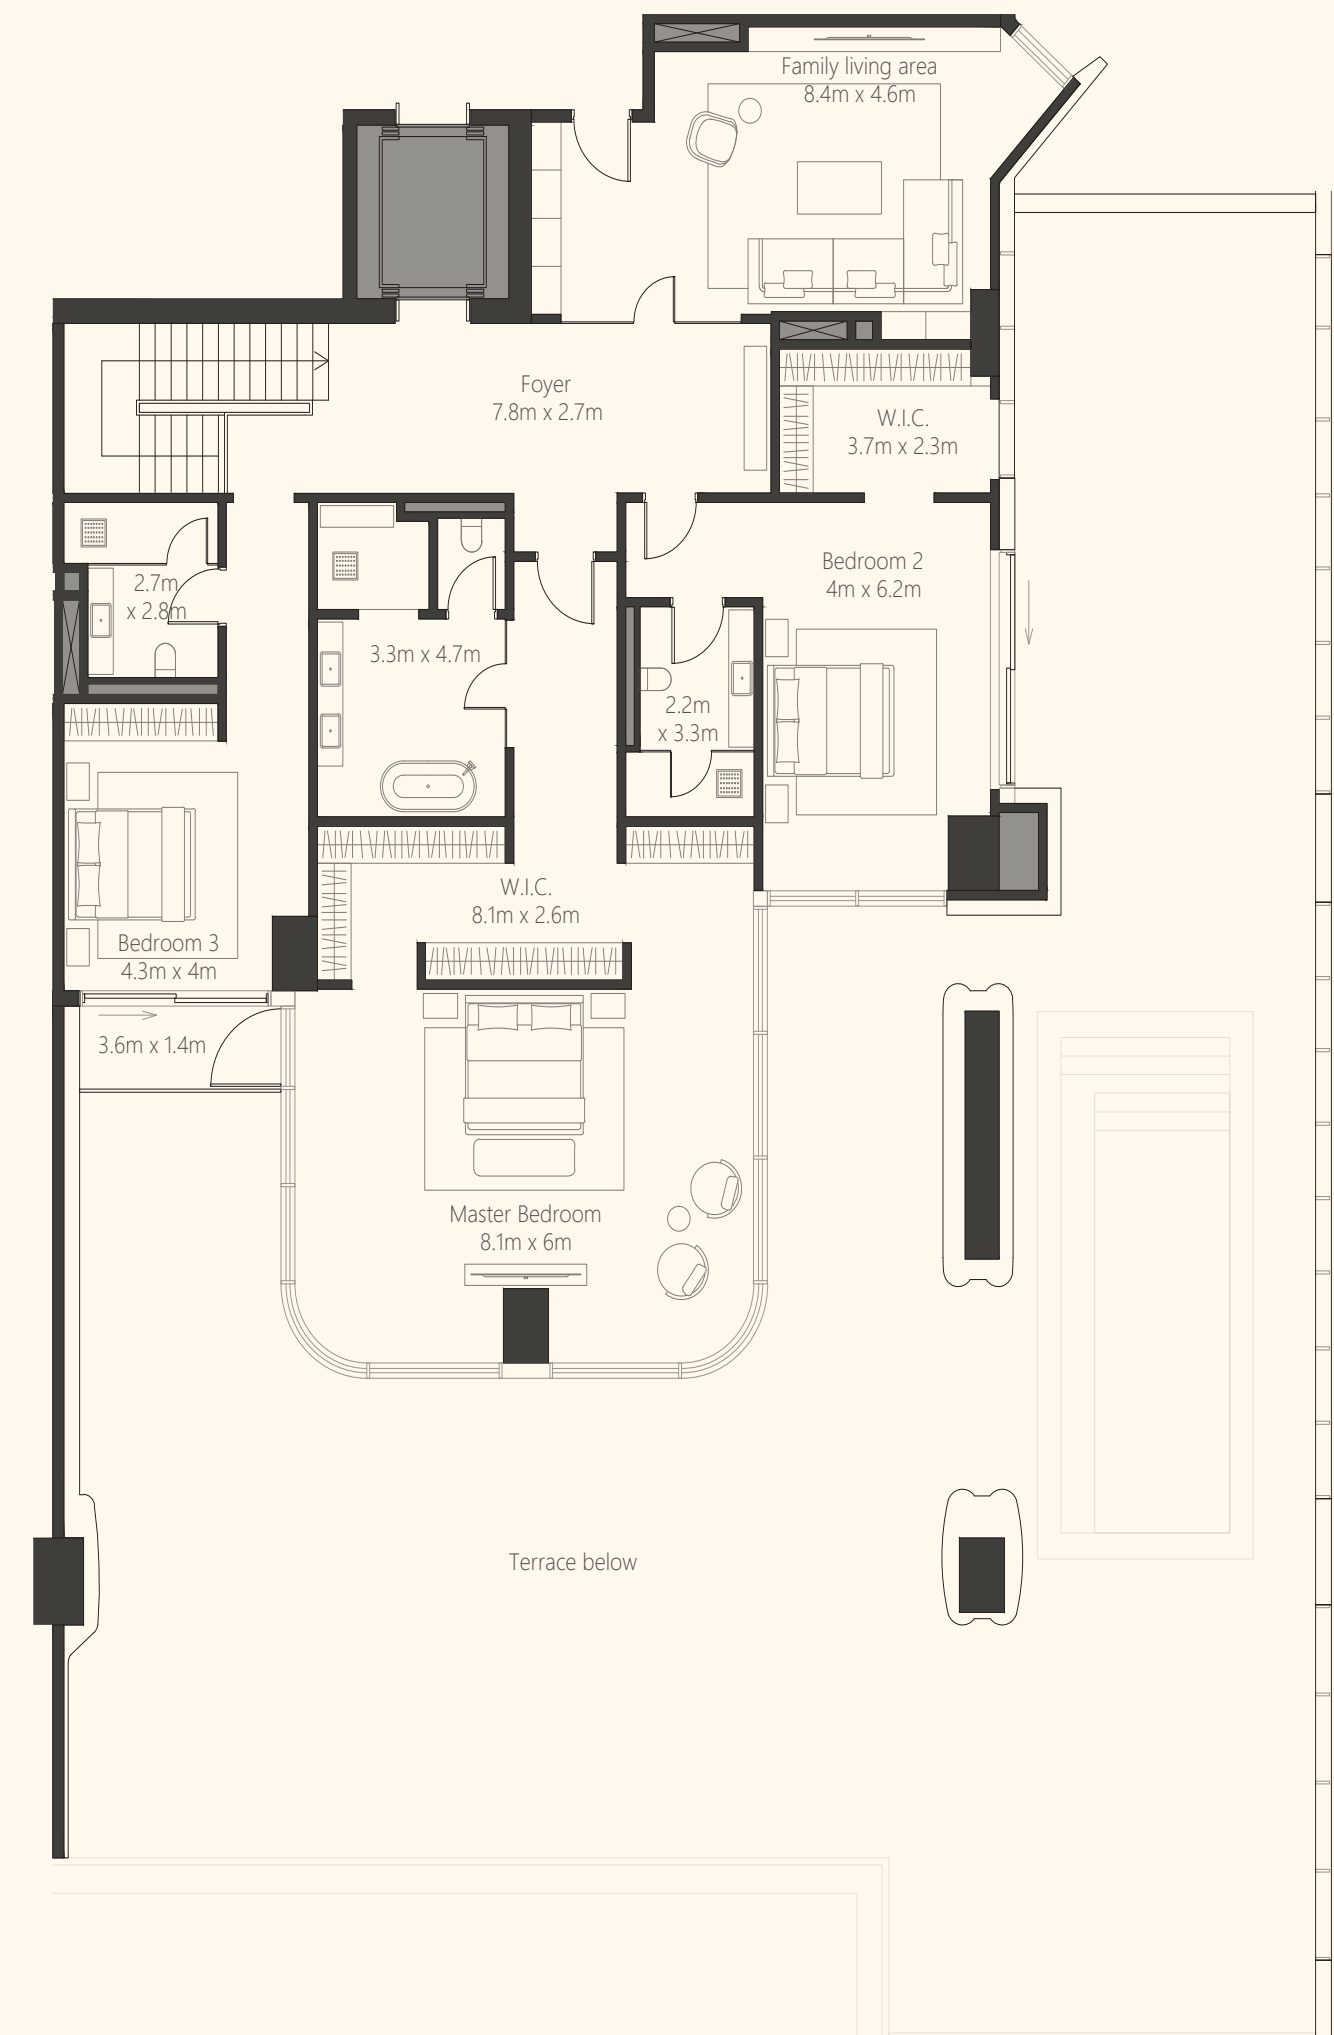 Family living area
8.4m x 4.6m
Foyer
7.8m x 2.7m
W.I.C.
3.7m x 2.3m
Bedroom 2
4m x 6.2m
2.7m
x 2.8m
3.3m x 4.7m
2.2m
x 3.3m
W.I.C.
8.1m x 2.6m
Bedroom 3
4.3m x 4m
3.6m x 1.4m
Master Bedroom
8.1m x 6m
Terrace below